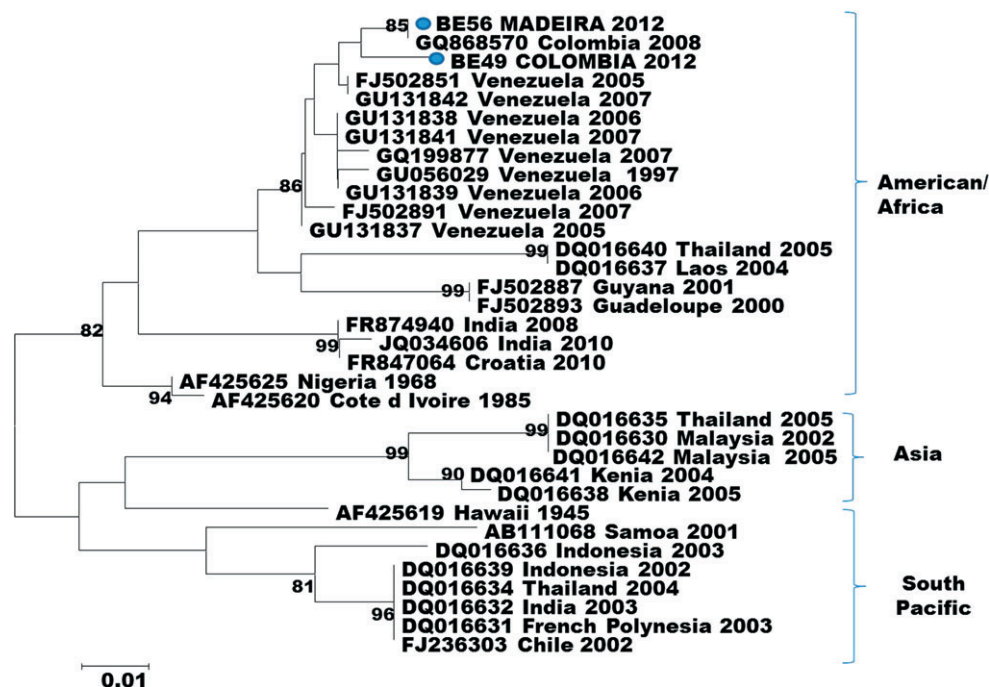 85 BE56 MADEIRA 2012
GQ868570 Colombia 2008
BE49 COLOMBIA 2012
FJ502851 Venezuela 2005
GU131842 Venezuela 2007
GU131838 Venezuela 2006
GU131841 Venezuela 2007
GQ199877 Venezuela 2007
GU056029 Venezuela 1997
86 GU131839 Venezuela 2006
FJ502891 Venezuela 2007
GU131837 Venezuela 2005
American/
Africa
99 DQ016640 Thailand 2005
DQ016637 Laos 2004
99 FJ502887 Guyana 2001
FJ502893 Guadeloupe 2000
82 FR874940 India 2008
99 JQ034606 India 2010
FR847064 Croatia 2010
AF425625 Nigeria 1968
94 AF425620 Cote d Ivoire 1985
DQ016635 Thailand 2005
99 DQ016630 Malaysia 2002
99 DQ016642 Malaysia 2005
Asia
90 DQ016641 Kenia 2004
DQ016638 Kenia 2005
AF425619 Hawaii 1945
AB111068 Samoa 2001
DQ016636 Indonesia 2003
DQ016639 Indonesia 2002
81 DQ016634 Thailand 2004
96 DQ016632 India 2003
DQ016631 French Polynesia 2003
FJ236303 Chile 2002
South
Pacific
0.01